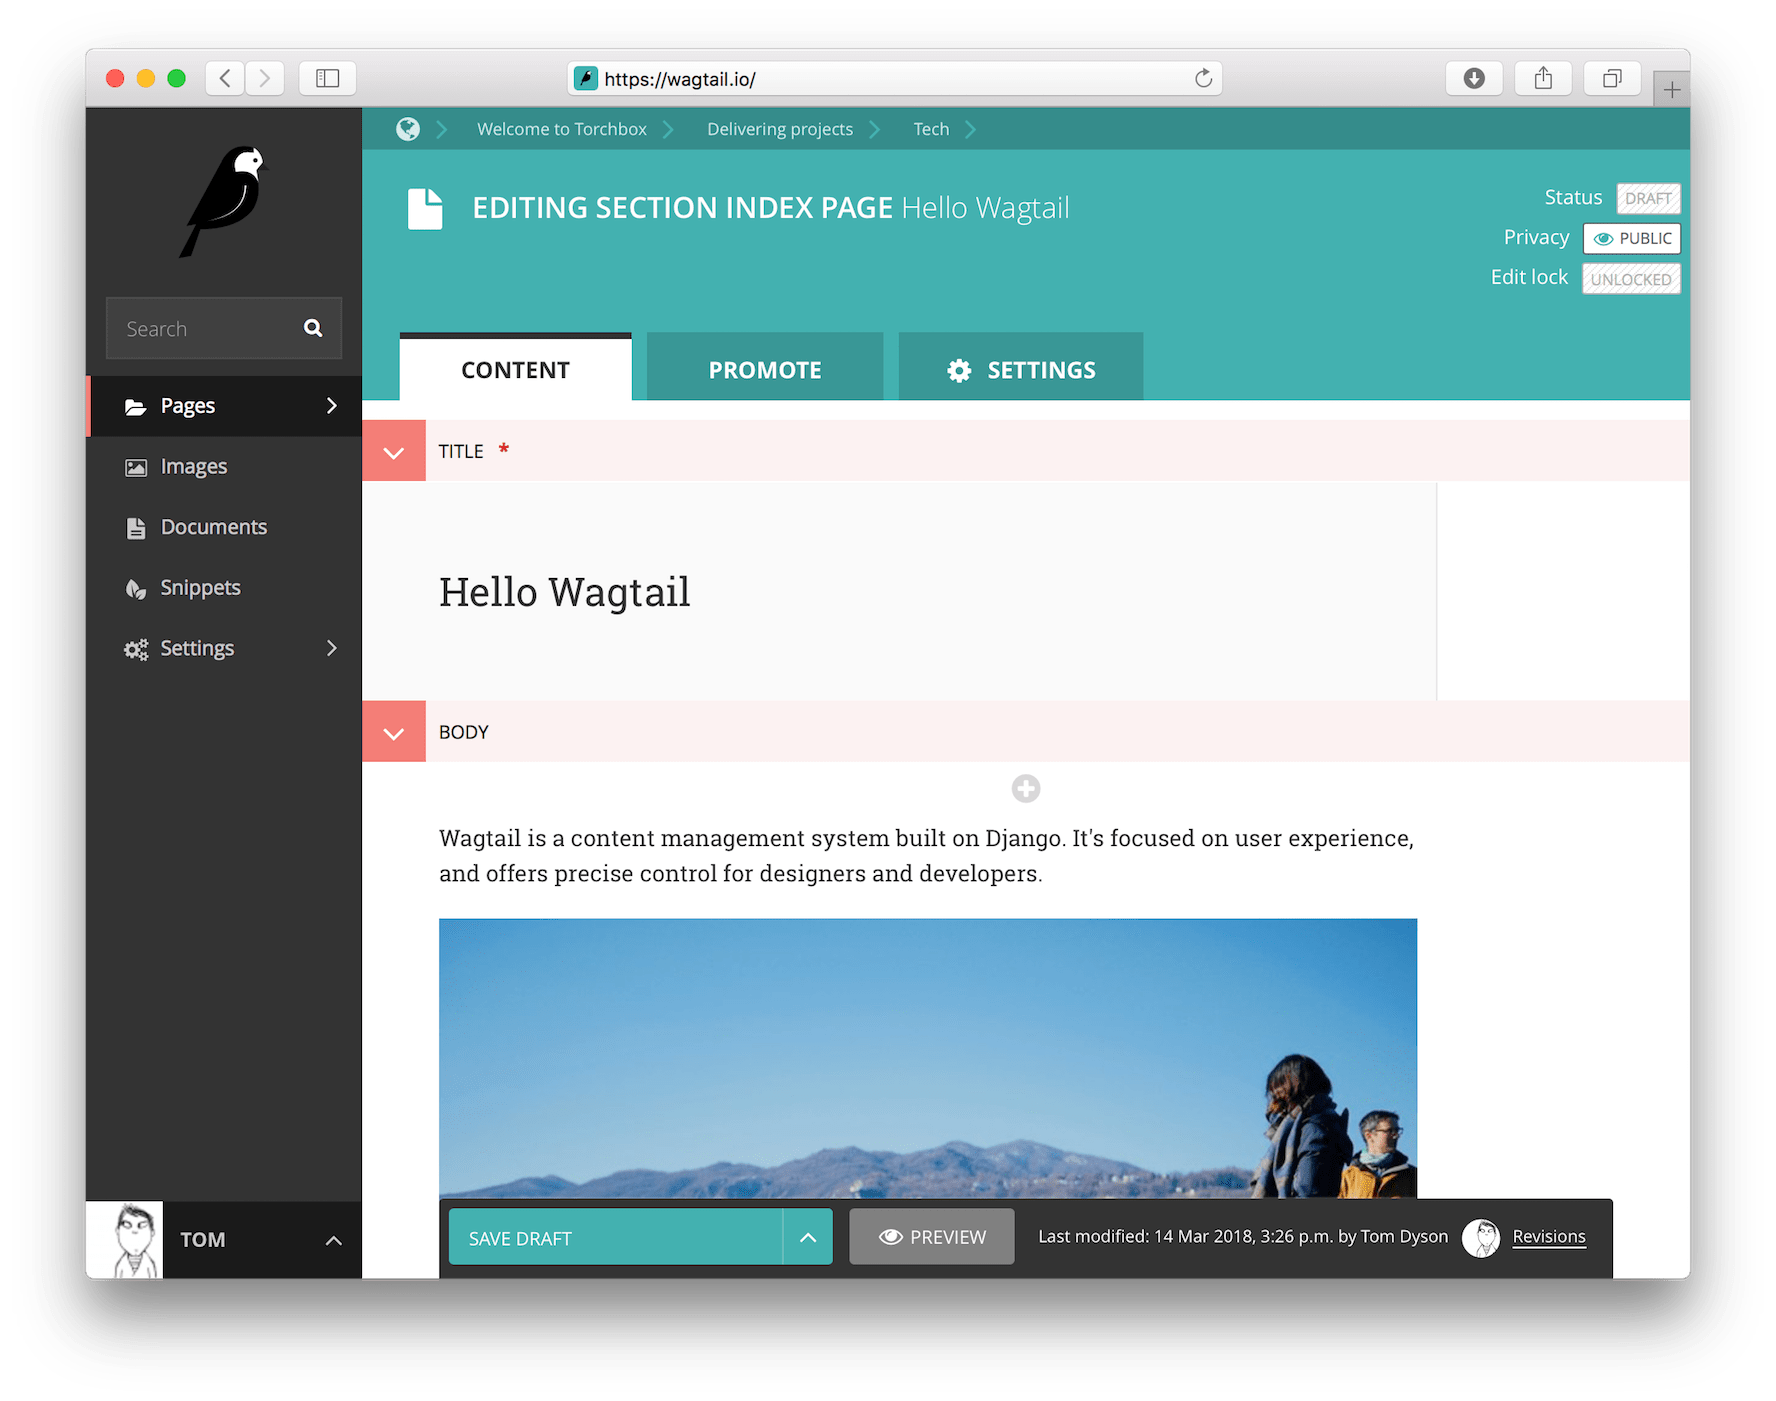 https://wagtail.io/
Welcome to Torchbox
Delivering projects
Tech
EDITING SECTION INDEX PAGE Hello Wagtail
Status DRAFT
Privacy PUBLIC
Edit lock UNLOCKED
Search
Pages
Images
Documents
Snippets
Settings
TOM
CONTENT
PROMOTE
SETTINGS
TITLE *
Hello Wagtail
BODY
Wagtail is a content management system built on Django. It's focused on user experience,
and offers precise control for designers and developers.
SAVE DRAFT
PREVIEW
Last modified: 14 Mar 2018, 3:26 p.m. by Tom Dyson
Revisions